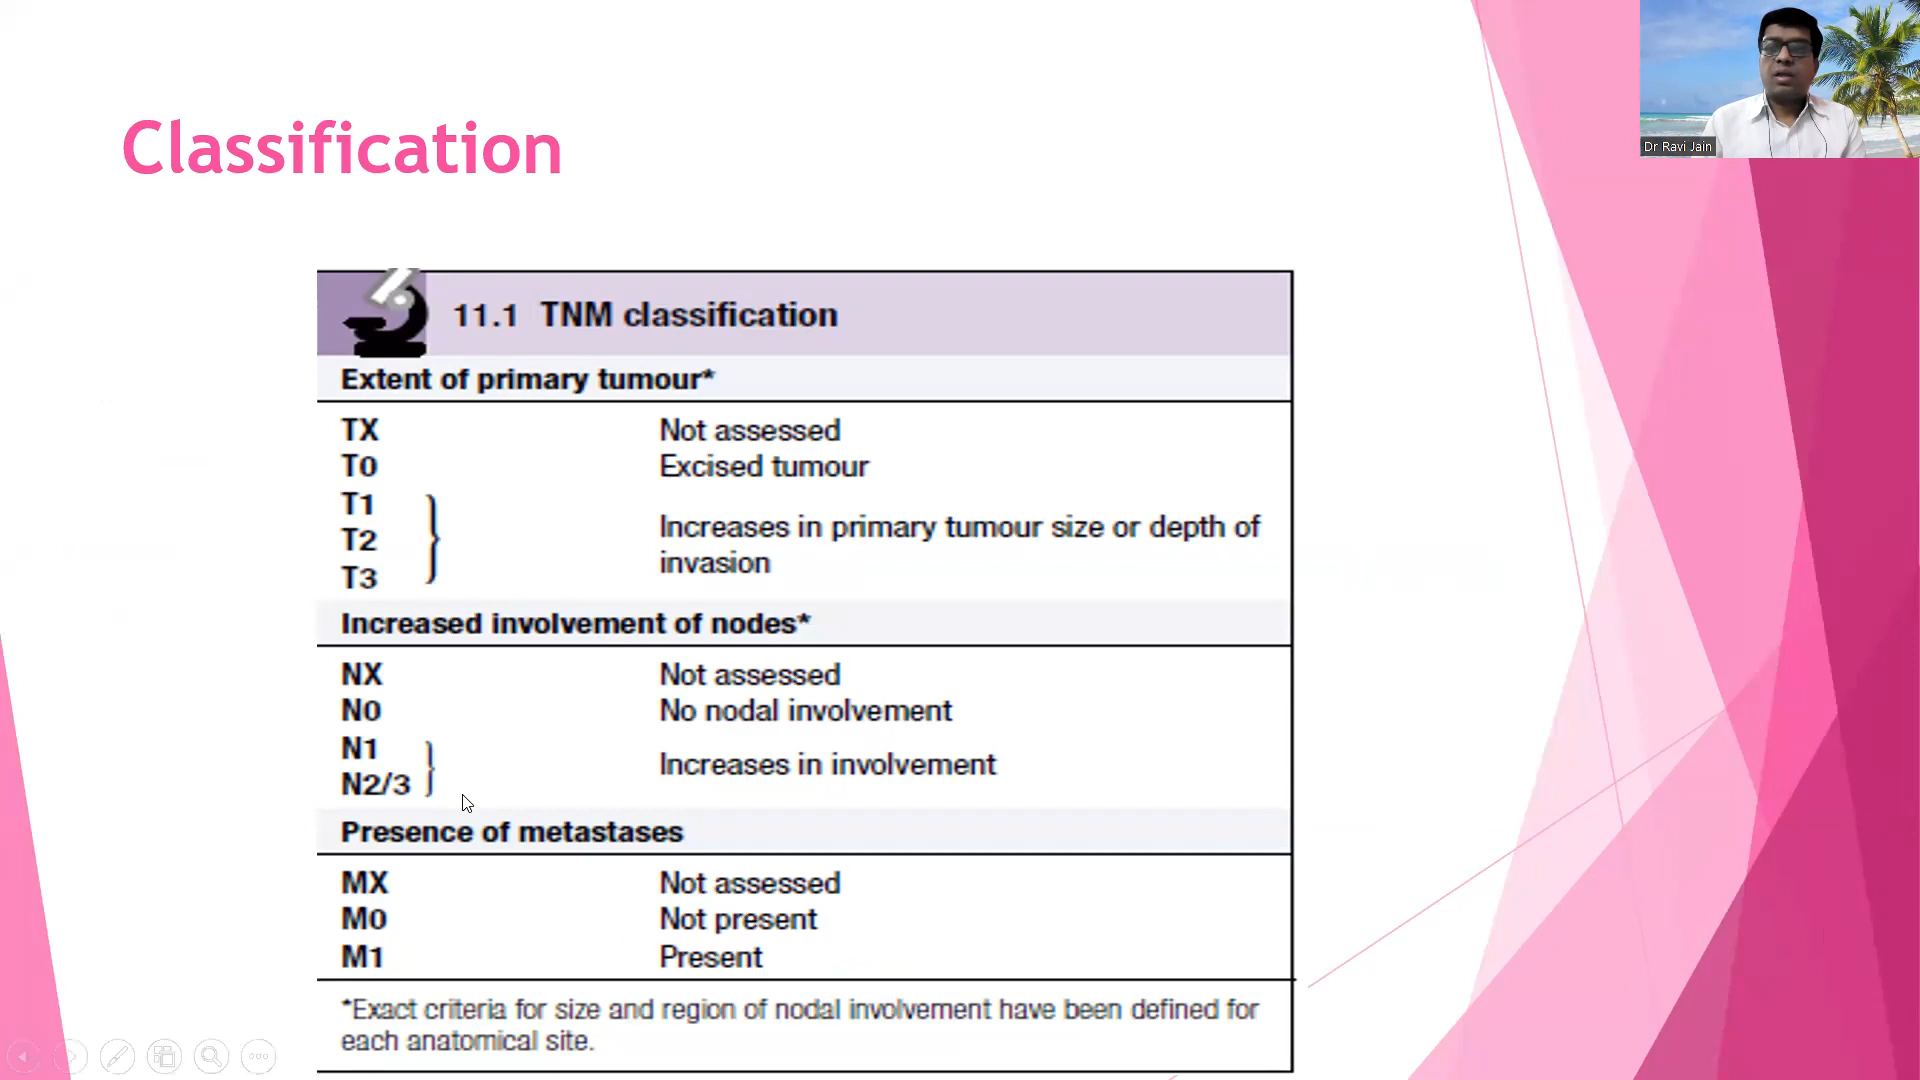 Dr Ravi Jain
Classification
11.1 TNM classification
Extent of primary tumour*
TX Not assessed
T0 Excised tumour
T1
T2 Increases in primary tumour size or depth of
invasion
T3
Increased involvement of nodes*
NX Not assessed
N0 No nodal involvement
N1
N2/3 Increases in involvement
Presence of metastases
MX Not assessed
M0 Not present
M1 Present
*Exact criteria for size and region of nodal involvement have been defined for
each anatomical site.